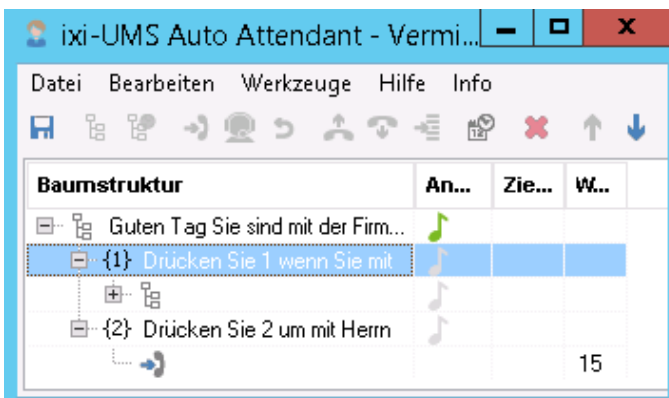 ixi-UMS Auto Attendant - Vermi...
Datei Bearbeiten Werkzeuge Hilfe Info
12
Baumstruktur An... Zie... W...
Guten Tag Sie sind mit der Firm...
{1} Drücken Sie 1 wenn Sie mit
{2} Drücken Sie 2 um mit Herrn
15